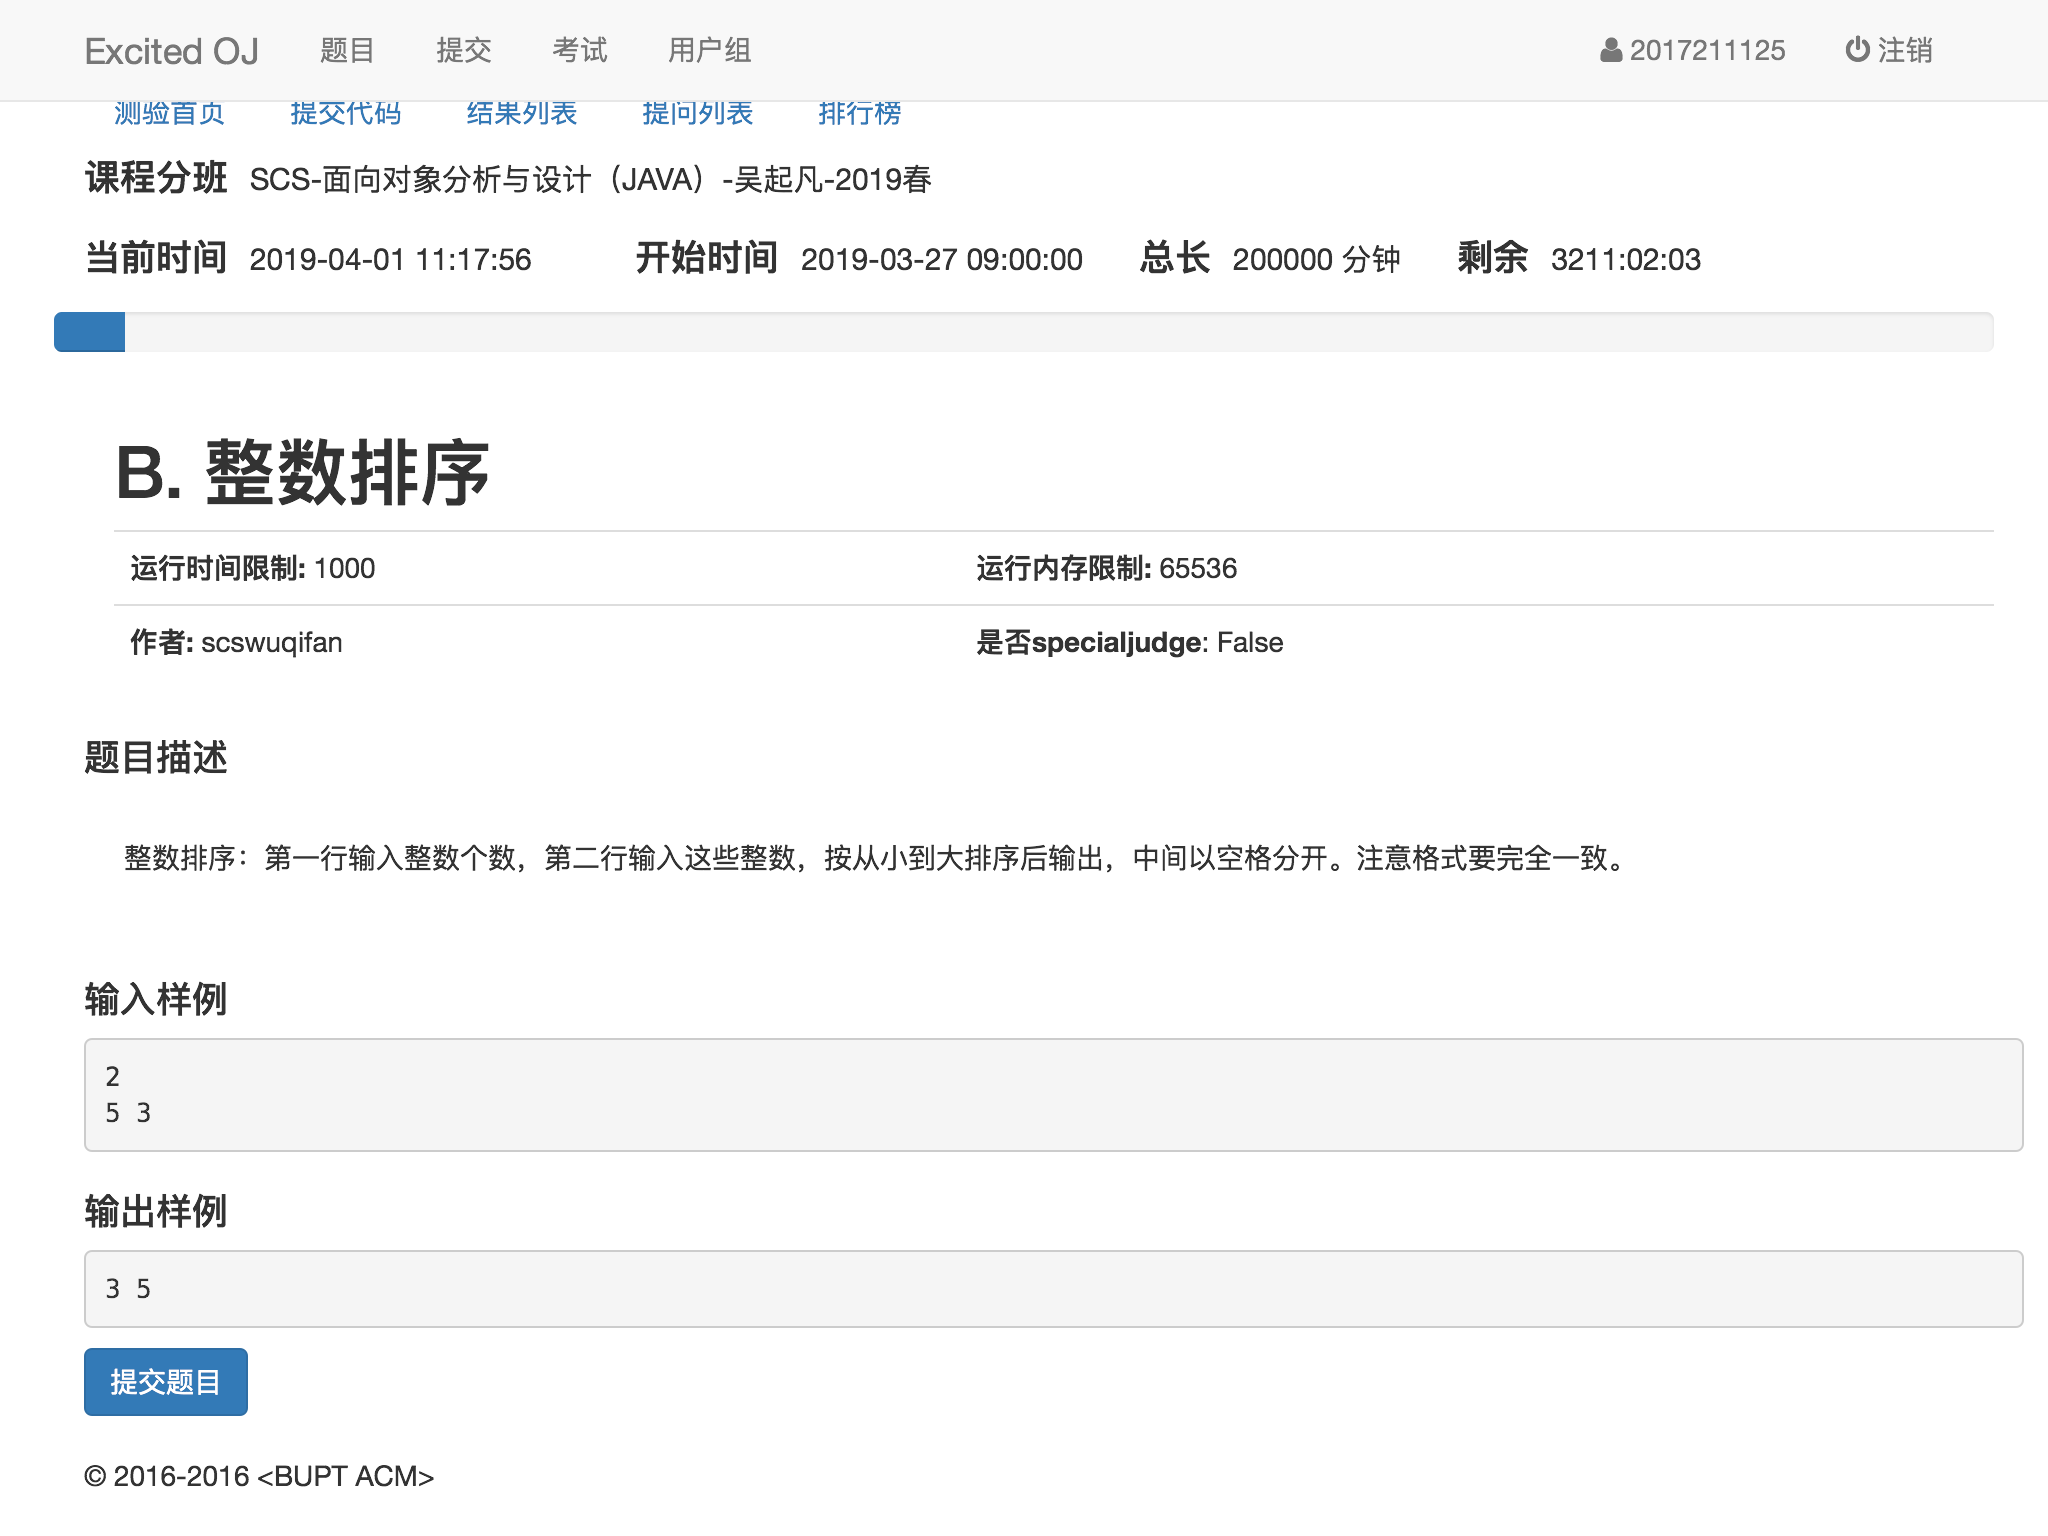 Excited OJ 题目 提交 考试 用户组 2017211125 注销
测验首页 提交代码 结果列表 提问列表 排行榜
课程分班 SCS-面向对象分析与设计（JAVA）-吴起凡-2019春
当前时间 2019-04-01 11:17:56 开始时间 2019-03-27 09:00:00 总长 200000 分钟 剩余 3211:02:03
B. 整数排序
运行时间限制: 1000 运行内存限制: 65536
作者: scswuqifan 是否specialjudge: False
题目描述
整数排序：第一行输入整数个数，第二行输入这些整数，按从小到大排序后输出，中间以空格分开。注意格式要完全一致。
输入样例
2
5 3
输出样例
3 5
提交题目
© 2016-2016 <BUPT ACM>